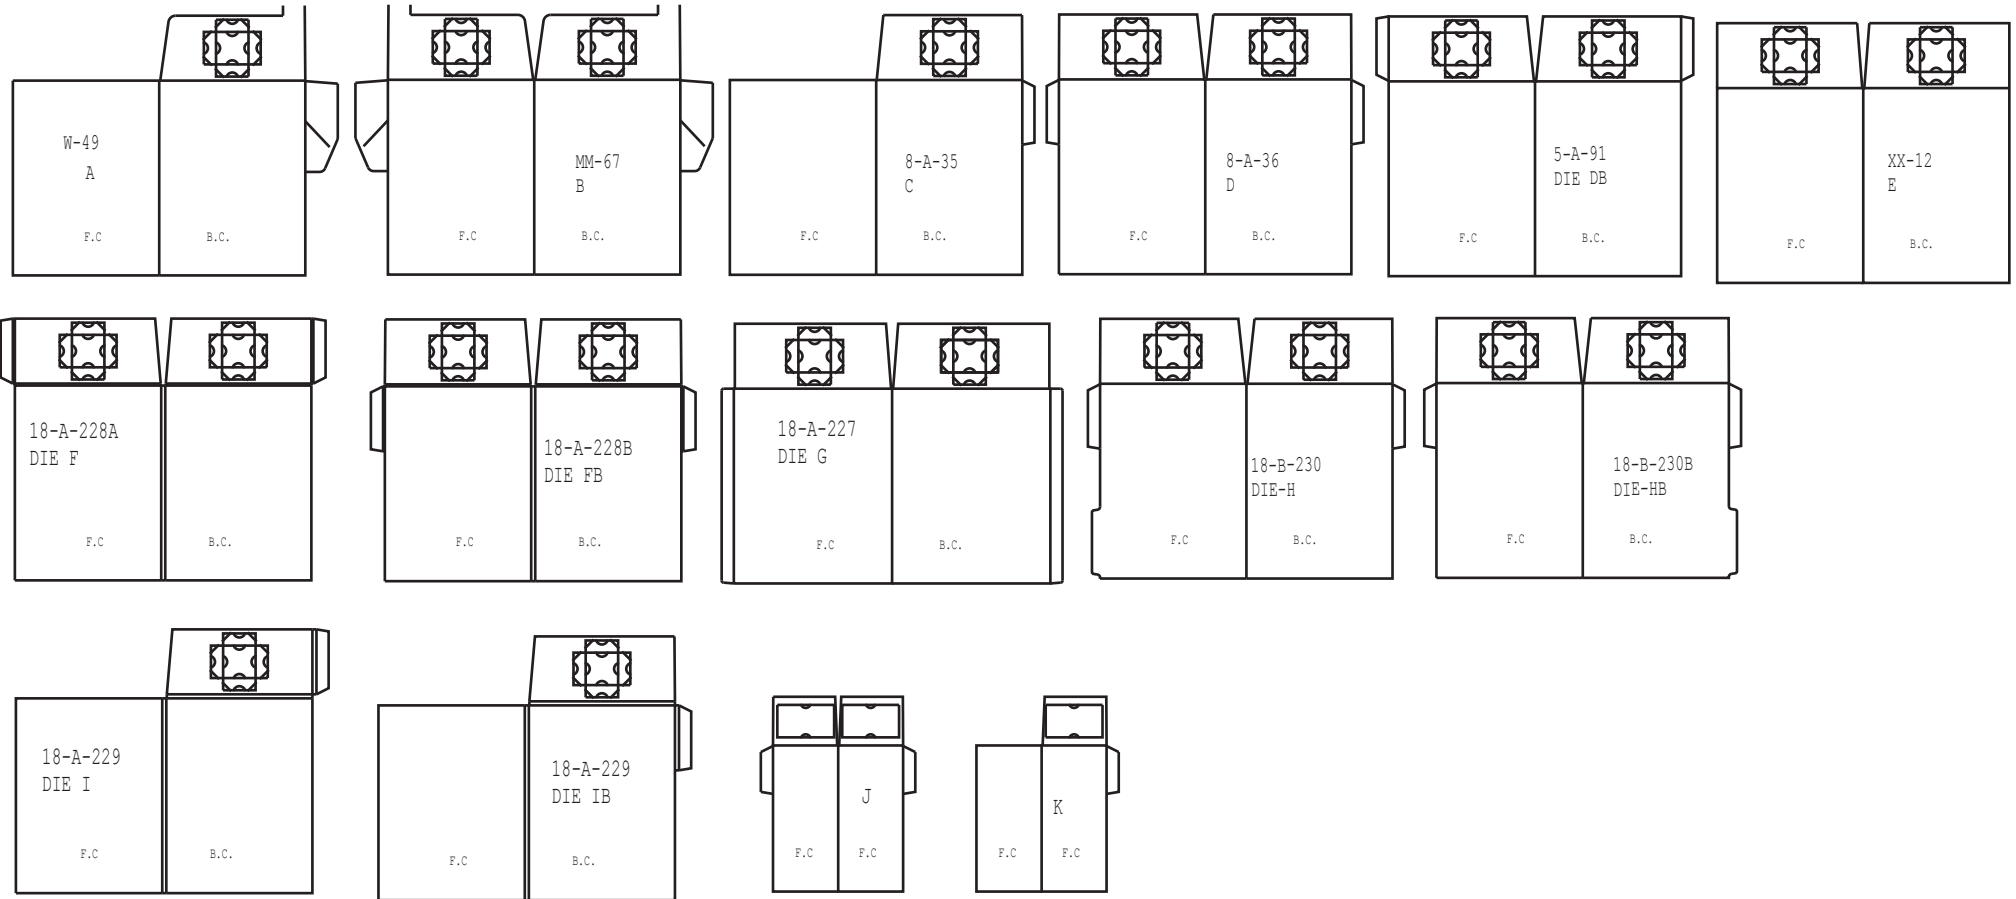 W-49
A
F.C
B.C.
MM-67
B
F.C
B.C.
8-A-35
C
F.C
B.C.
8-A-36
D
F.C
B.C.
5-A-91
DIE DB
F.C
B.C.
XX-12
E
F.C
B.C.
18-A-228A
DIE F
F.C
B.C.
18-A-228B
DIE FB
F.C
B.C.
18-A-227
DIE G
F.C
B.C.
18-B-230
DIE-H
F.C
B.C.
18-B-230B
DIE-HB
F.C
B.C.
18-A-229
DIE I
F.C
B.C.
18-A-229
DIE IB
F.C
B.C.
J
F.C
F.C
K
F.C
F.C